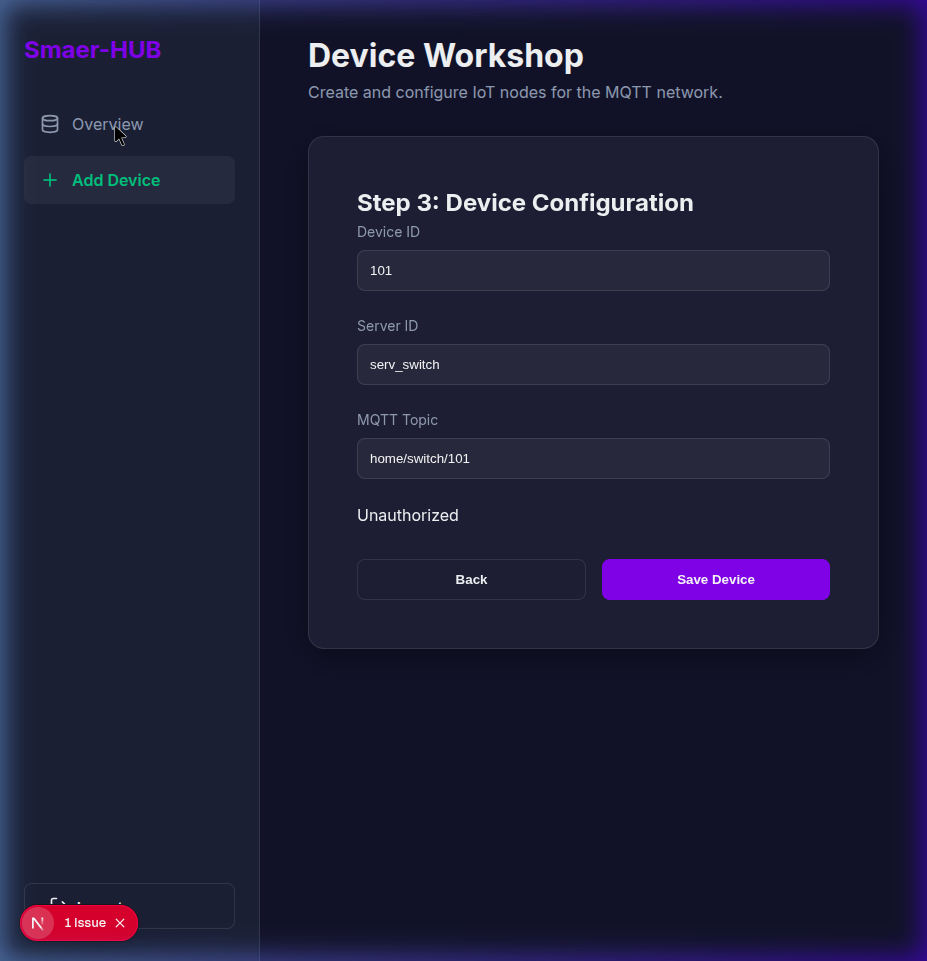 Smaer-HUB
Overview
Add Device
Device Workshop
Create and configure IoT nodes for the MQTT network.
Step 3: Device Configuration
Device ID
101
Server ID
serv_switch
MQTT Topic
home/switch/101
Unauthorized
Back
Save Device
N
1 Issue